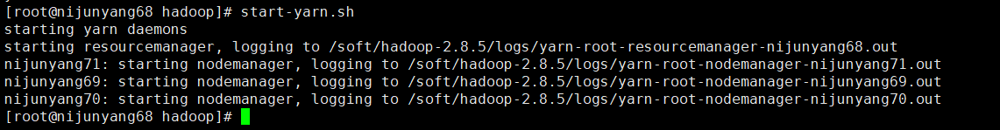 [root@nijunyang68 hadoop]# start-yarn.sh
starting yarn daemons
starting resourcemanager, logging to /soft/hadoop-2.8.5/logs/yarn-root-resourcemanager-nijunyang68.out
nijunyang71: starting nodemanager, logging to /soft/hadoop-2.8.5/logs/yarn-root-nodemanager-nijunyang71.out
nijunyang69: starting nodemanager, logging to /soft/hadoop-2.8.5/logs/yarn-root-nodemanager-nijunyang69.out
nijunyang70: starting nodemanager, logging to /soft/hadoop-2.8.5/logs/yarn-root-nodemanager-nijunyang70.out
[root@nijunyang68 hadoop]#